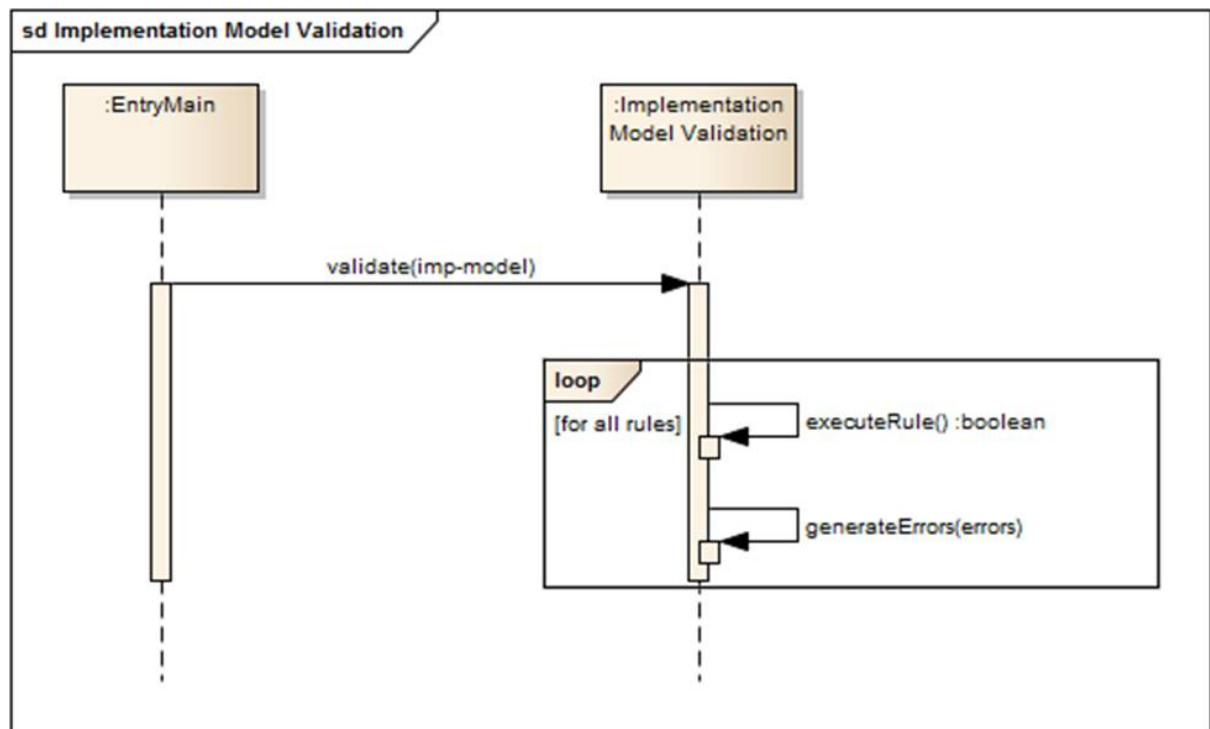 sd Implementation Model Validation
:EntryMain
:Implementation
Model Validation
validate(imp-model)
loop
[for all rules]
executeRule() :boolean
generateErrors(errors)